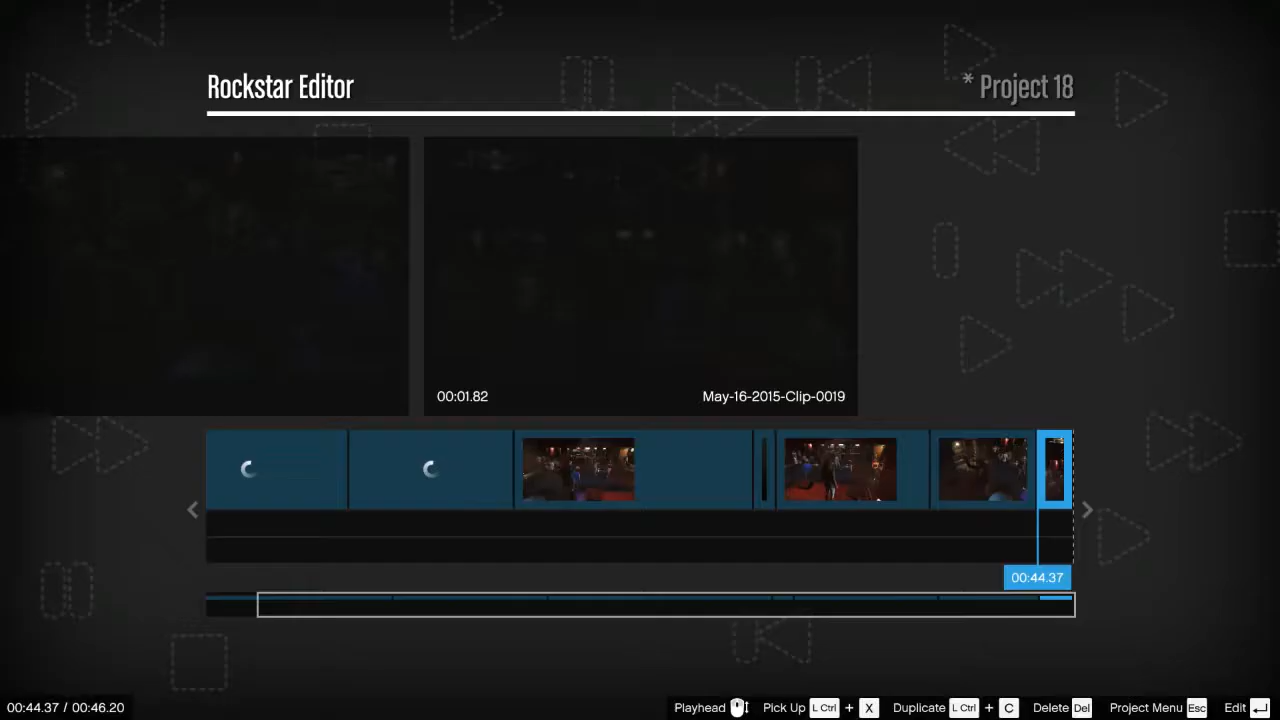 Rockstar Editor
* Project 18
00:01.82
May-16-2015-Clip-0019
00:44.37
00:44.37 / 00:46.20
Playhead Pick Up L Ctrl + X Duplicate L Ctrl + C Delete Del Project Menu Esc Edit